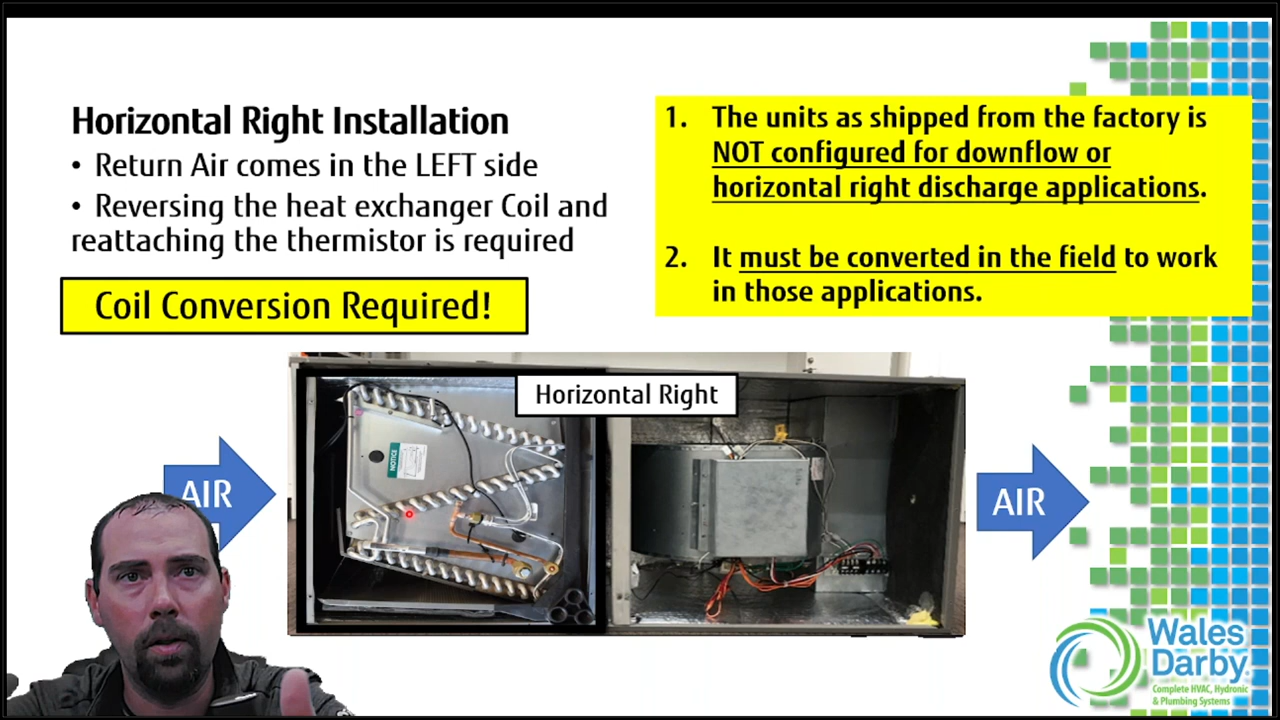 Horizontal Right Installation
• Return Air comes in the LEFT side
• Reversing the heat exchanger Coil and
reattaching the thermistor is required
Coil Conversion Required!
1. The units as shipped from the factory is
NOT configured for downflow or
horizontal right discharge applications.
2. It must be converted in the field to work
in those applications.
Horizontal Right
NOTICE
AIR
AIR
Wales
Darby
Complete HVAC, Hydronic
& Plumbing Systems